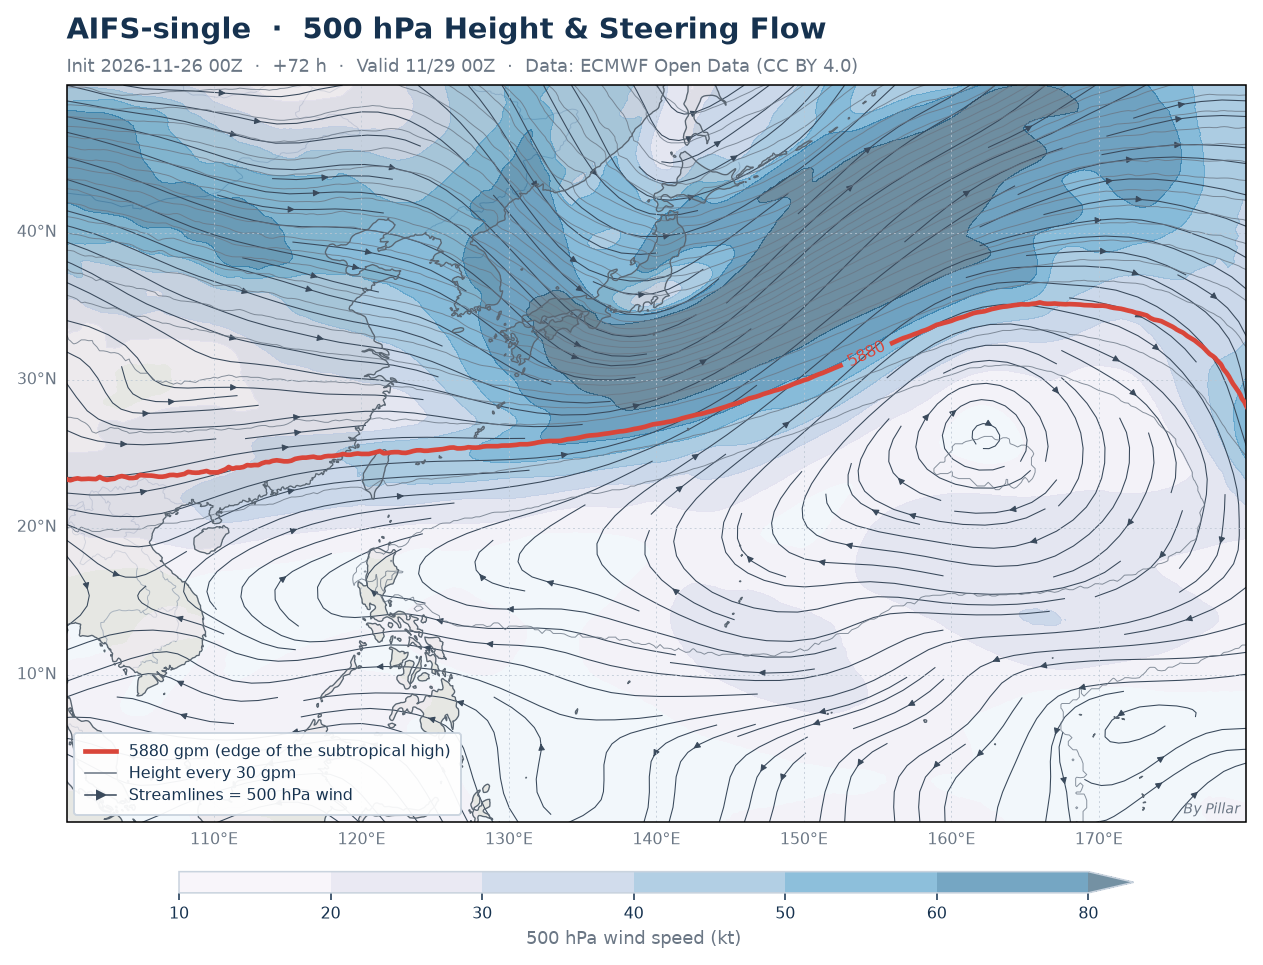 AIFS-single · 500 hPa Height & Steering Flow
Init 2026-11-26 00Z · +72 h · Valid 11/29 00Z · Data: ECMWF Open Data (CC BY 4.0)
40°N
30°N
20°N
10°N
5880
5880 gpm (edge of the subtropical high)
Height every 30 gpm
Streamlines = 500 hPa wind
By Pillar
110°E 120°E 130°E 140°E 150°E 160°E 170°E
10 20 30 40 50 60 80
500 hPa wind speed (kt)